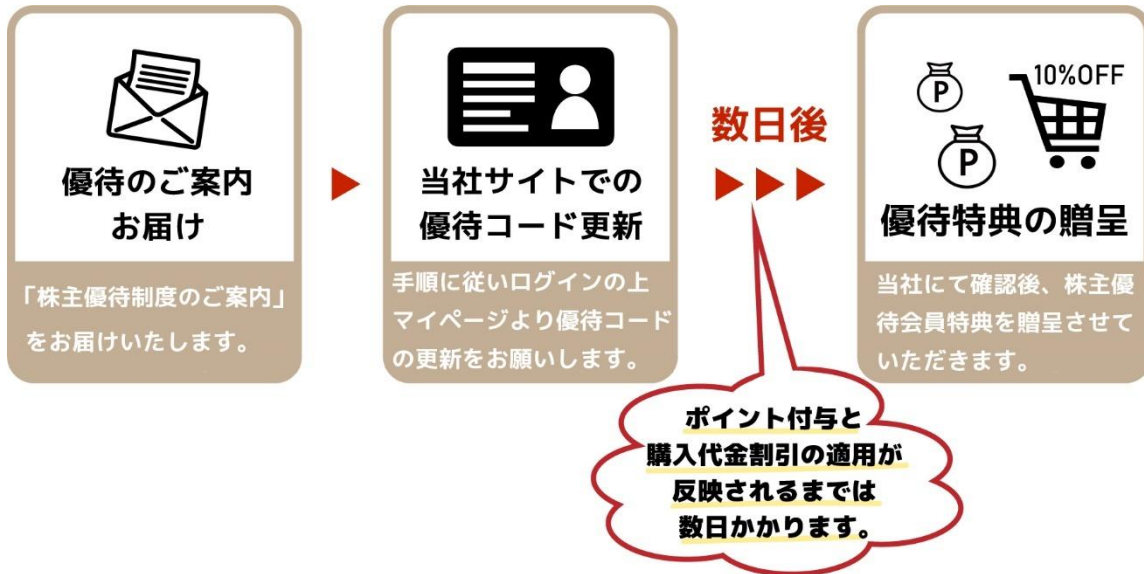 優待のご案内
お届け
「株主優待制度のご案内」
をお届けいたします。
当社サイトでの
優待コード更新
手順に従いログインの上
マイページより優待コード
の更新をお願いします。
数日後
P
P
10%OFF
優待特典の贈呈
当社にて確認後、株主優
待会員特典を贈呈させて
いただきます。
ポイント付与と
購入代金割引の適用が
反映されるまでは
数日かかります。